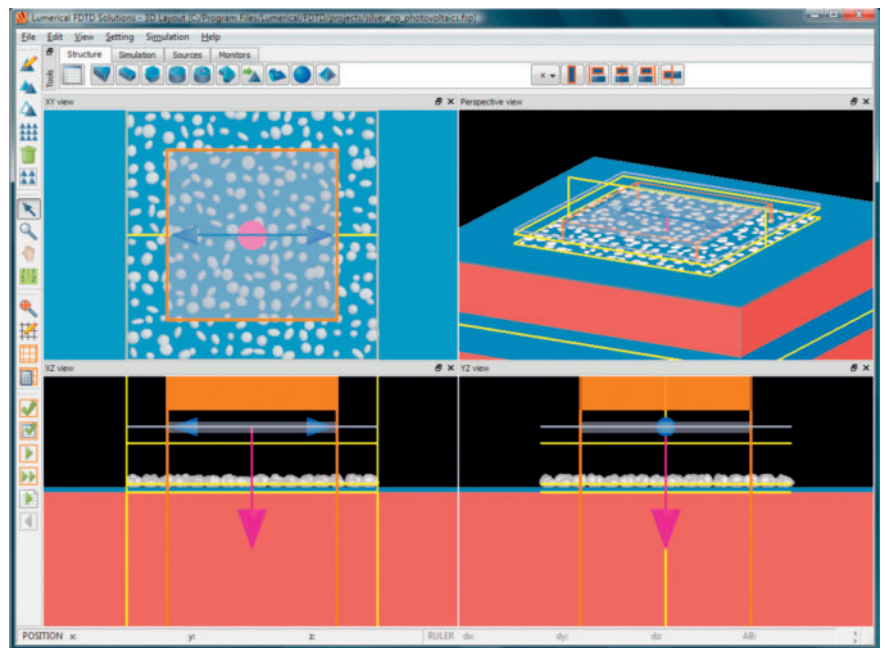 Lumerical FDTD Solutions - 3D Layout [C:/Program Files/Lumerical/FDTD/projects/silver_np_photovoltaics.fsp]
File Edit View Setting Simulation Help
Structure Simulation Sources Monitors
Tools
x
XY view
Perspective view
XZ view
YZ view
POSITION x: y: z: RULER dx: dy: dz: AB: